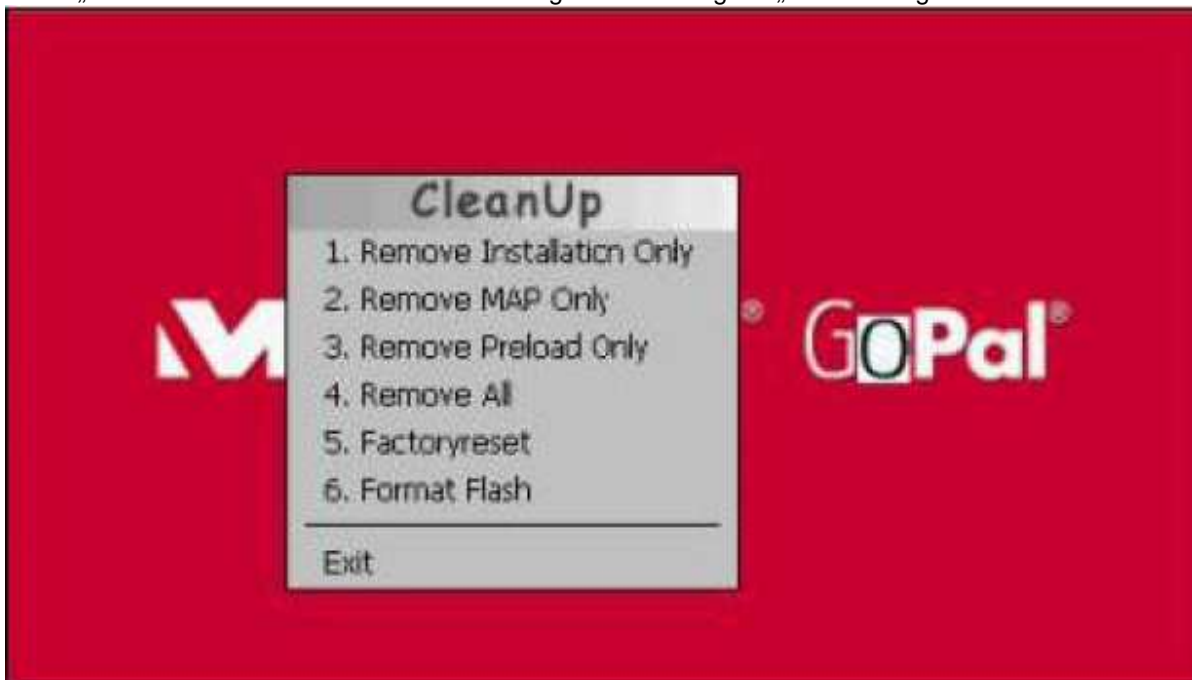 CleanUp
1. Remove Installation Only
2. Remove MAP Only
3. Remove Preload Only
® GoPal®
4. Remove All
5. Factoryreset
6. Format Flash
Exit